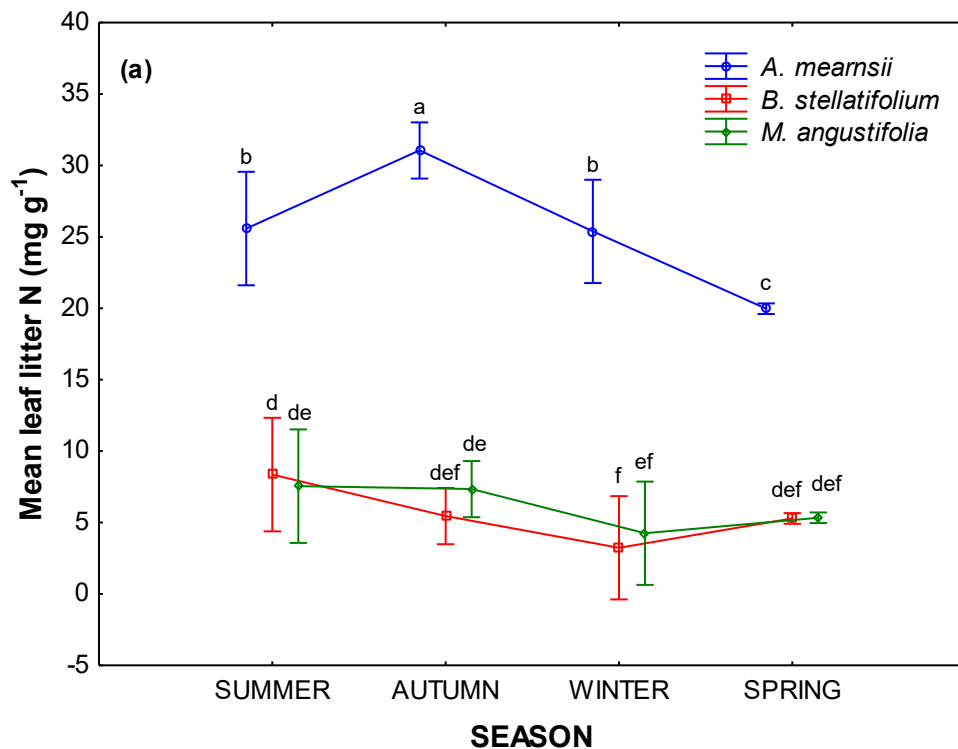 40
35
30
25
20
15
10
5
0
-5
Mean leaf litter N (mg g⁻¹)
(a)
A. mearnsii
B. stellatifolium
M. angustifolia
b
a
b
c
d
de
def
de
f
ef
def
def
SUMMER AUTUMN WINTER SPRING
SEASON